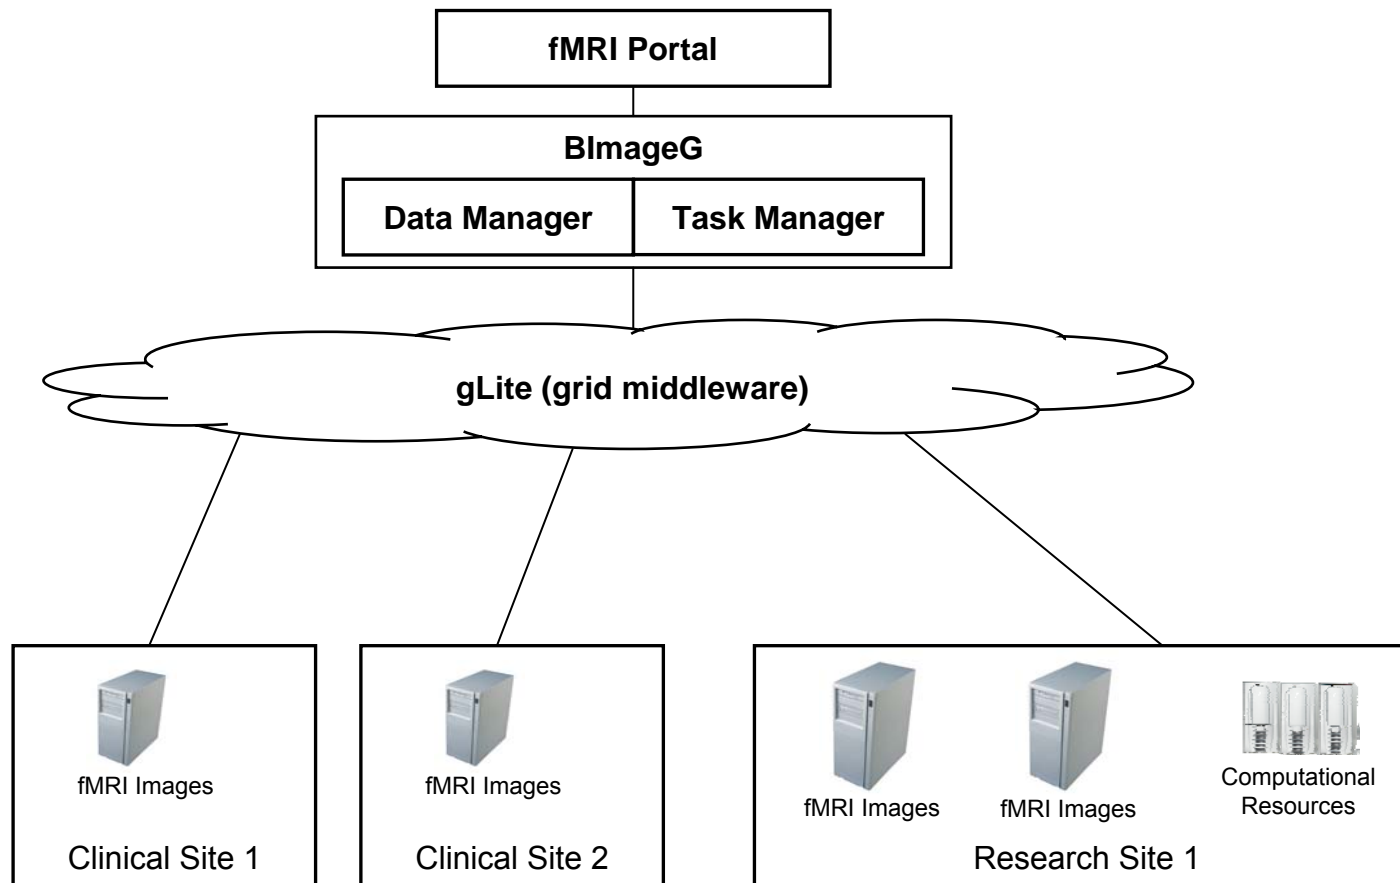 fMRI Portal
BImageG
Data Manager
Task Manager
gLite (grid middleware)
fMRI Images
Clinical Site 1
fMRI Images
Clinical Site 2
fMRI Images
fMRI Images
Computational
Resources
Research Site 1